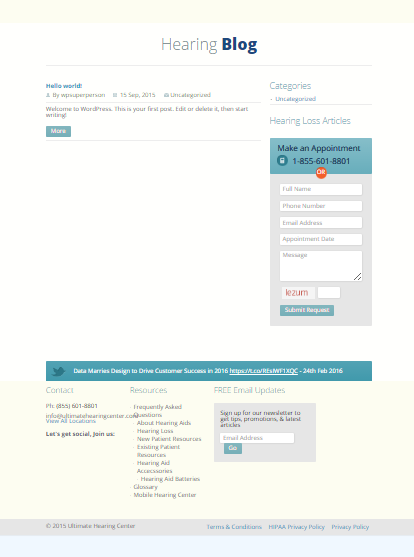 Hearing Blog
Hello world!
By wpsuperperson 15 Sep, 2015 Uncategorized
Welcome to WordPress. This is your first post. Edit or delete it, then start
writing!
More
Categories
Uncategorized
Hearing Loss Articles
Make an Appointment
1-855-601-8801
OR
Full Name
Phone Number
Email Address
Appointment Date
Message
lezum
Submit Request
Data Marries Design to Drive Customer Success in 2016 https://t.co/REsIWF1XQC - 24th Feb 2016
Contact
Ph: (855) 601-8801
info@ultimatehearingcenter.com
View All Locations
Let's get social, Join us:
Resources
Frequently Asked
Questions
About Hearing Aids
Hearing Loss
New Patient Resources
Existing Patient
Resources
Hearing Aid
Accecssories
Hearing Aid Batteries
Glossary
Mobile Hearing Center
FREE Email Updates
Sign up for our newsletter to
get tips, promotions, & latest
articles
Email Address
Go
© 2015 Ultimate Hearing Center
Terms & Conditions HIPAA Privacy Policy Privacy Policy